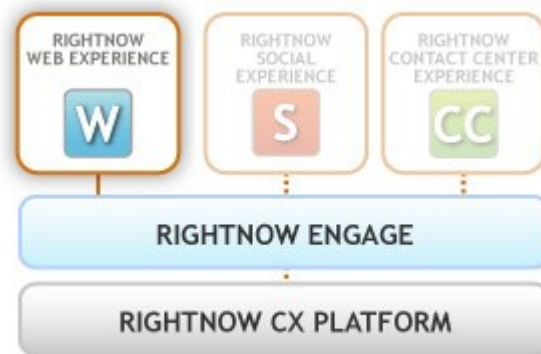 RIGHTNOW
WEB EXPERIENCE
W
RIGHTNOW
SOCIAL
EXPERIENCE
S
RIGHTNOW
CONTACT CENTER
EXPERIENCE
CC
RIGHTNOW ENGAGE
RIGHTNOW CX PLATFORM